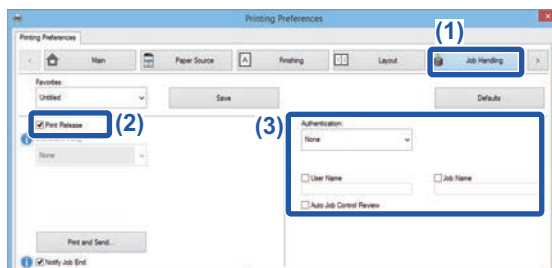 Printing Preferences
Printing Preferences
(1)
Main
Paper Source
Finishing
Layout
Job Handling
Favorites:
Untitled
Save
Defaults
Print Release
(2)
(3)
Authentication:
None
None
User Name
Job Name
Auto Job Control Review
Print and Send...
Notify Job End